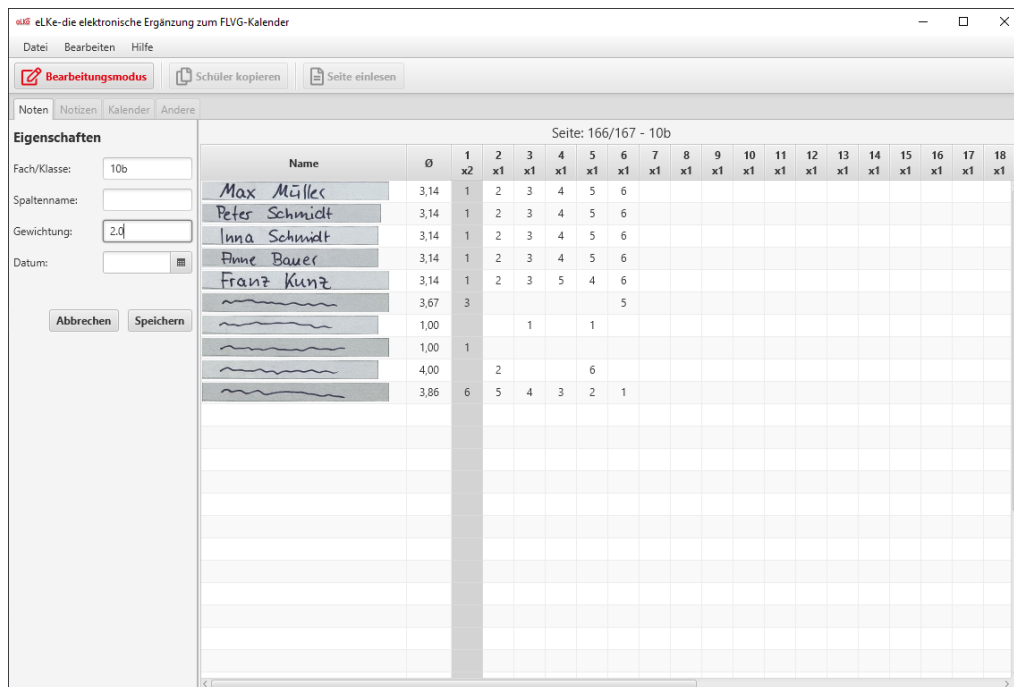 eLKe eLKe-die elektronische Ergänzung zum FLVG-Kalender
Datei Bearbeiten Hilfe
Bearbeitungsmodus Schüler kopieren Seite einlesen
Noten Notizen Kalender Andere
Eigenschaften
Fach/Klasse: 10b
Spaltenname:
Gewichtung: 2.0
Datum:
Abbrechen Speichern
Seite: 166/167 - 10b
Name Ø 1 2 3 4 5 6 7 8 9 10 11 12 13 14 15 16 17 18
x2 x1 x1 x1 x1 x1 x1 x1 x1 x1 x1 x1 x1 x1 x1 x1 x1 x1
Max Müller 3,14 1 2 3 4 5 6
Peter Schmidt 3,14 1 2 3 4 5 6
Inna Schmidt 3,14 1 2 3 4 5 6
Anne Bauer 3,14 1 2 3 4 5 6
Franz Kunz 3,14 1 2 3 5 4 6
3,67 3 5
1,00 1 1
1,00 1
4,00 2 6
3,86 6 5 4 3 2 1